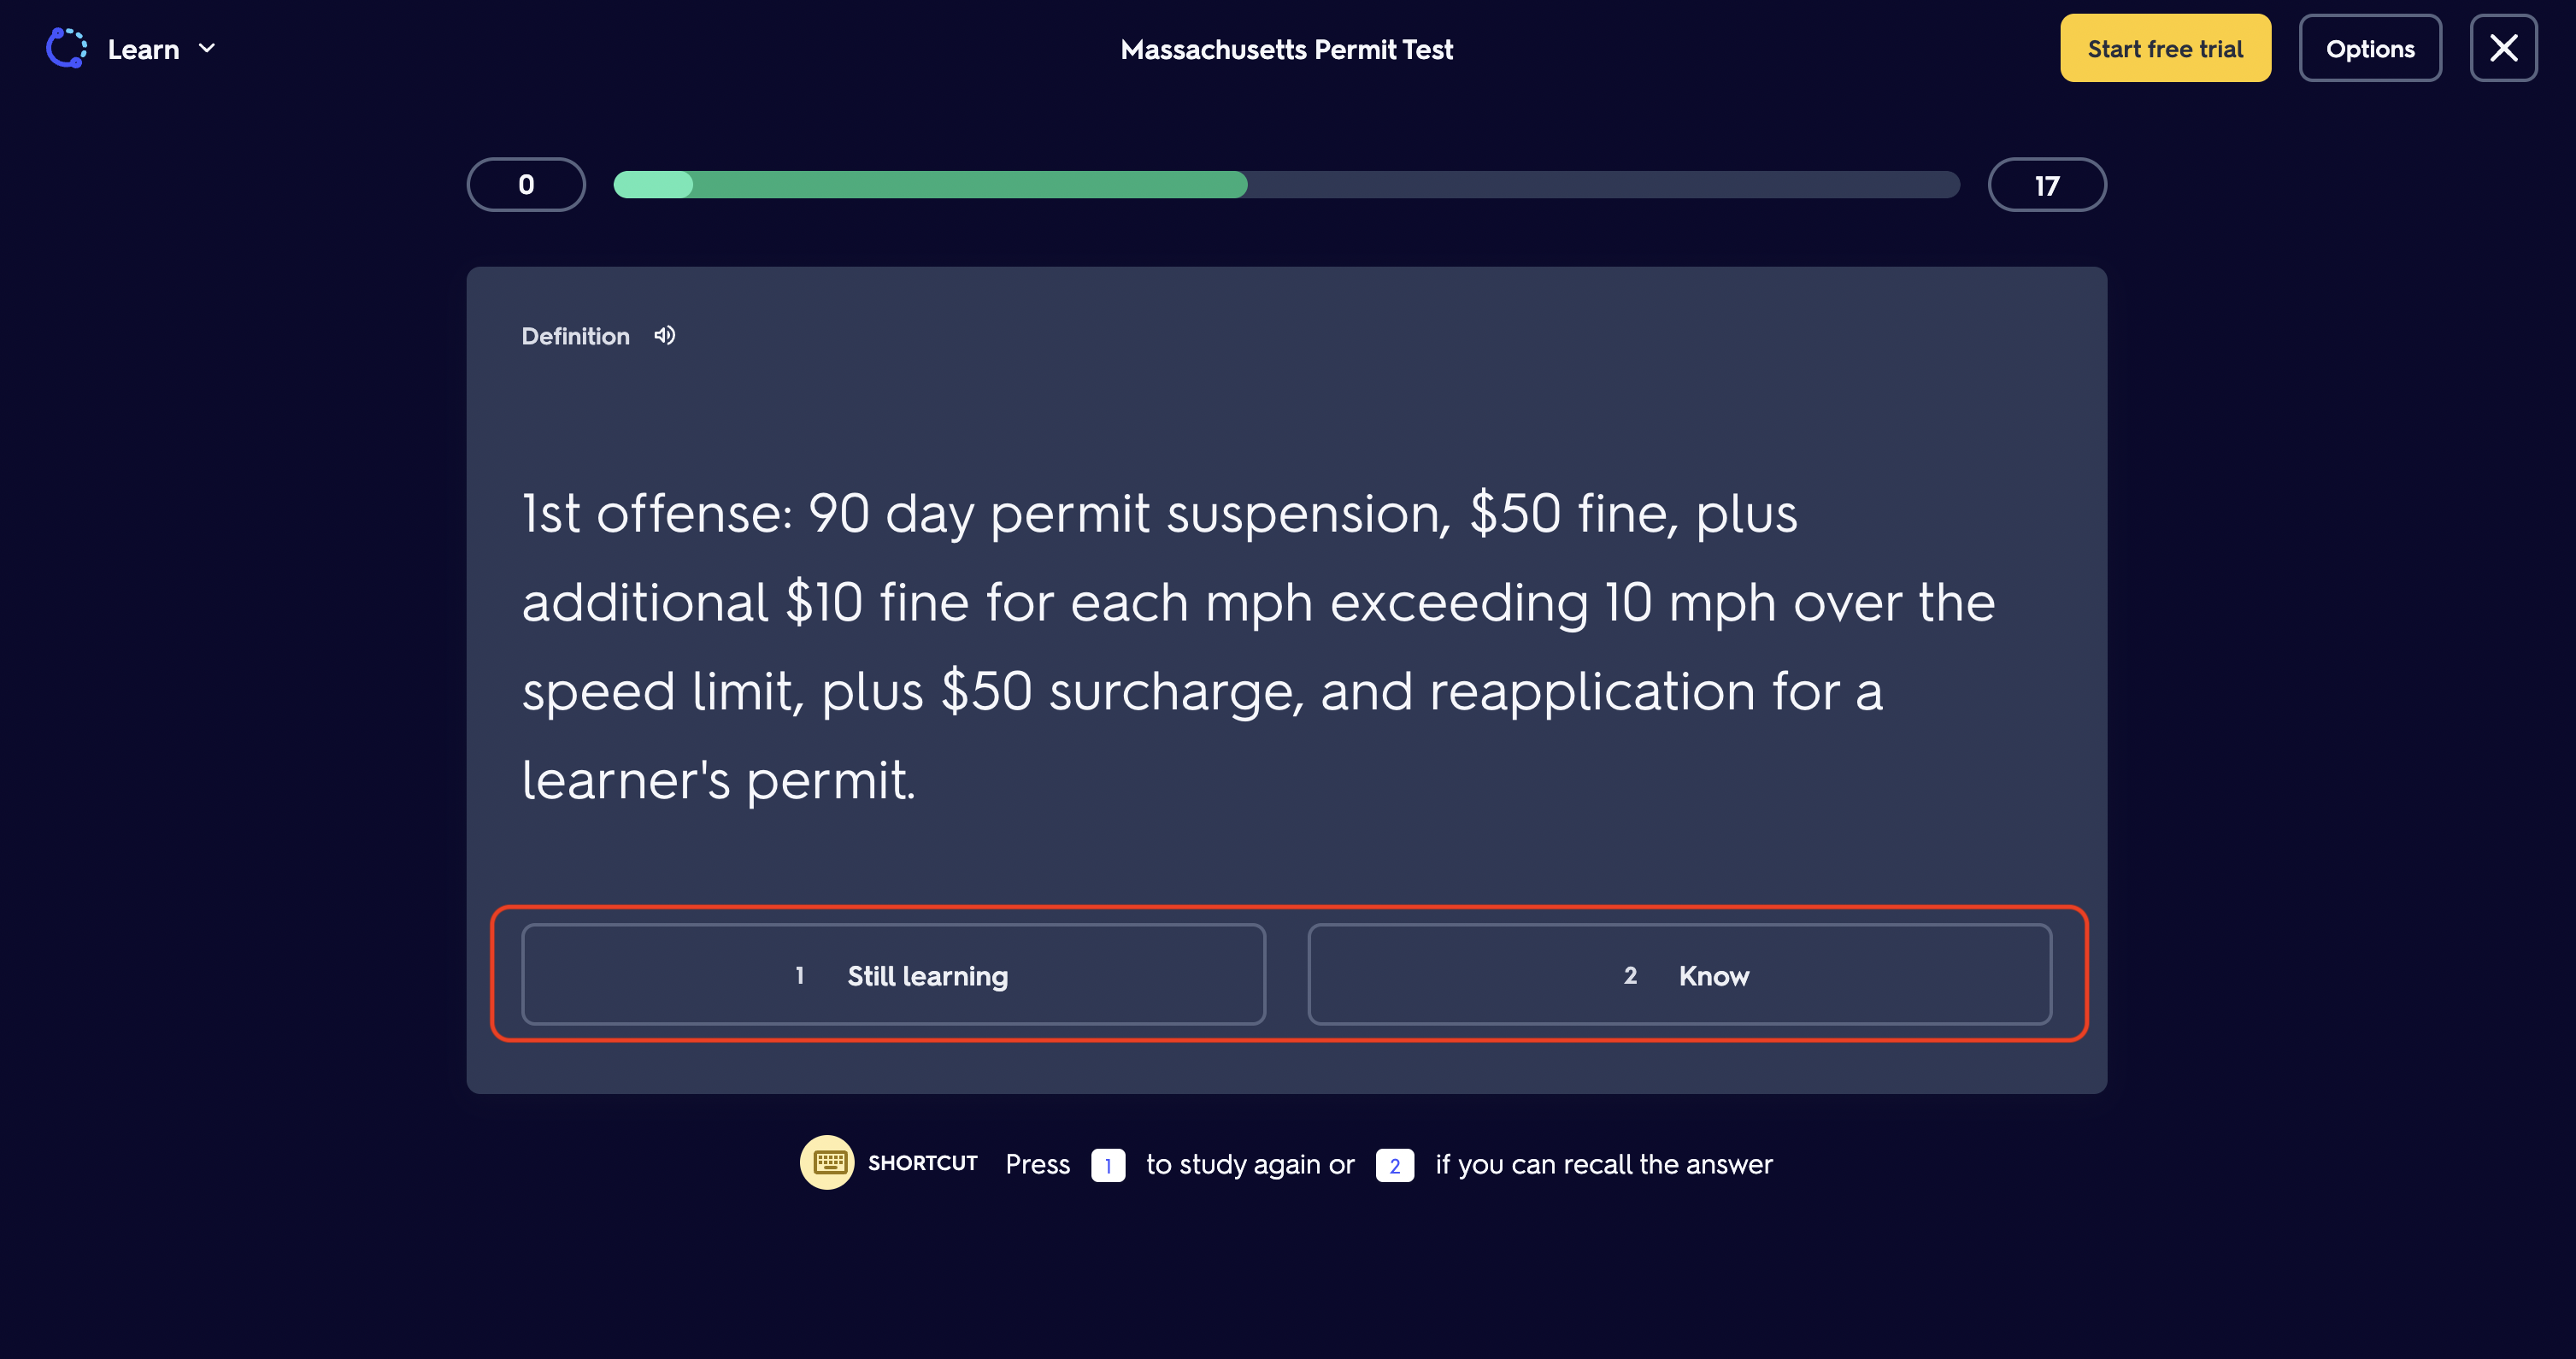 Learn
Massachusetts Permit Test
Start free trial
Options
0
17
Definition
1st offense: 90 day permit suspension, $50 fine, plus
additional $10 fine for each mph exceeding 10 mph over the
speed limit, plus $50 surcharge, and reapplication for a
learner's permit.
1 Still learning
2 Know
SHORTCUT Press 1 to study again or 2 if you can recall the answer